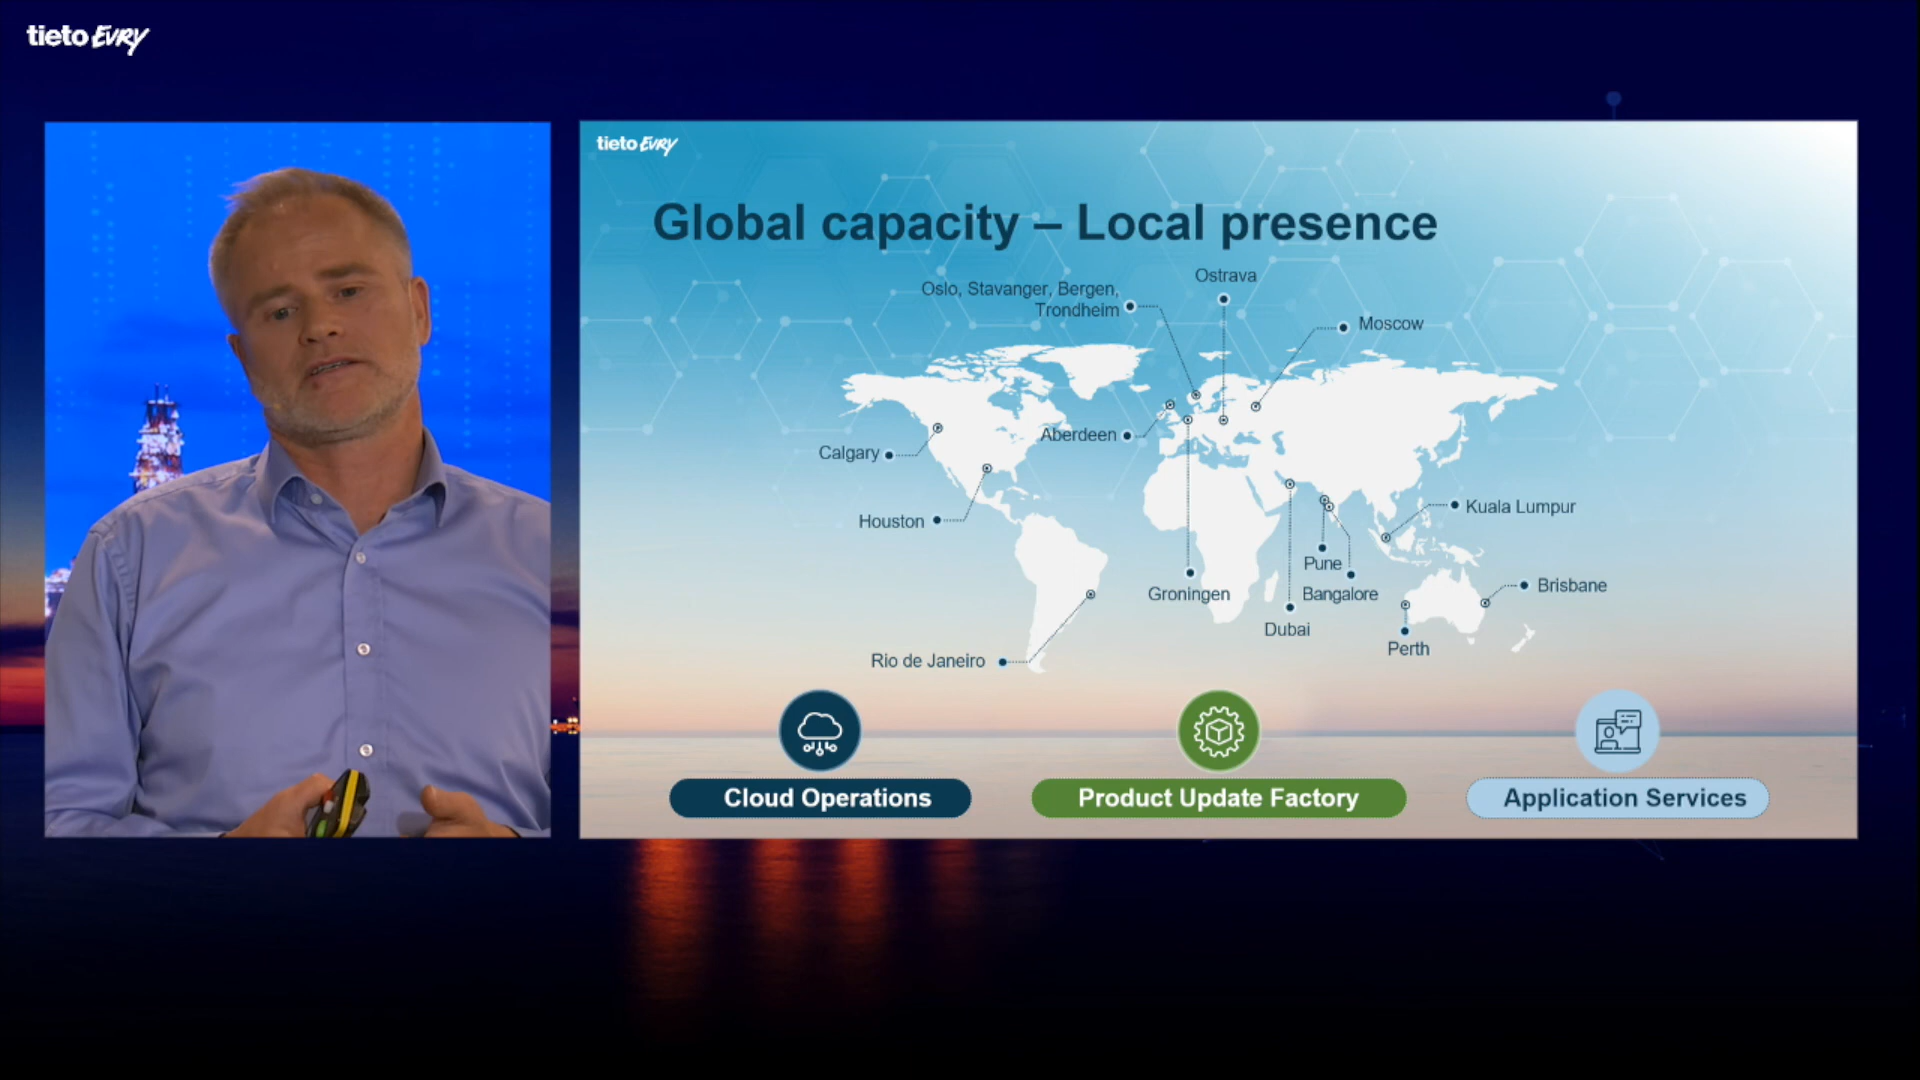 tieto EVRY
tieto EVRY
Global capacity – Local presence
Ostrava
Oslo, Stavanger, Bergen,
Trondheim
Moscow
Aberdeen
Calgary
Houston
Kuala Lumpur
Pune
Brisbane
Groningen
Bangalore
Dubai
Perth
Rio de Janeiro
Cloud Operations
Product Update Factory
Application Services